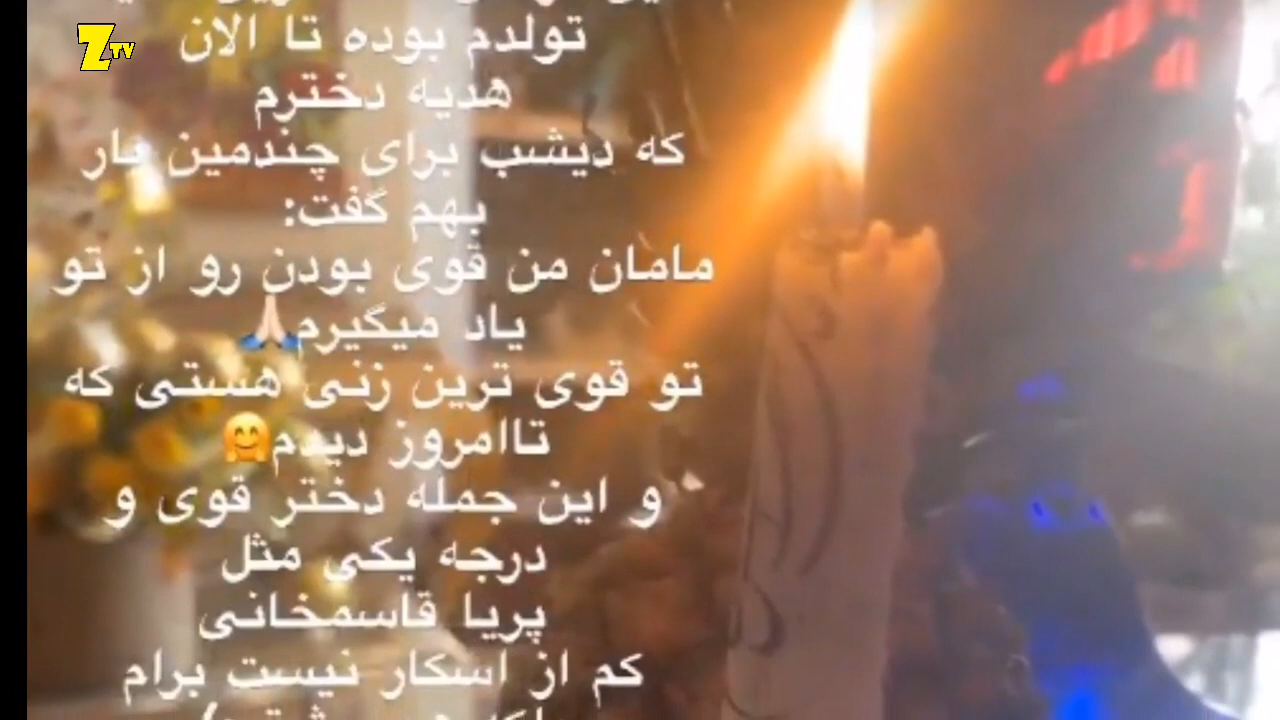 Z TV
تولدم بوده تا الان
هدیه دخترم
که دیشب برای چندمین بار
بهم گفت:
مامان من قوی بودن رو از تو
یاد میگیرم🙏🏻
تو قوی ترین زنی هستی که
تاامروز دیدم🤗
و این جمله دختر قوی و
درجه یکی مثل
پریا قاسمخانی
کم از اسکار نیست برام